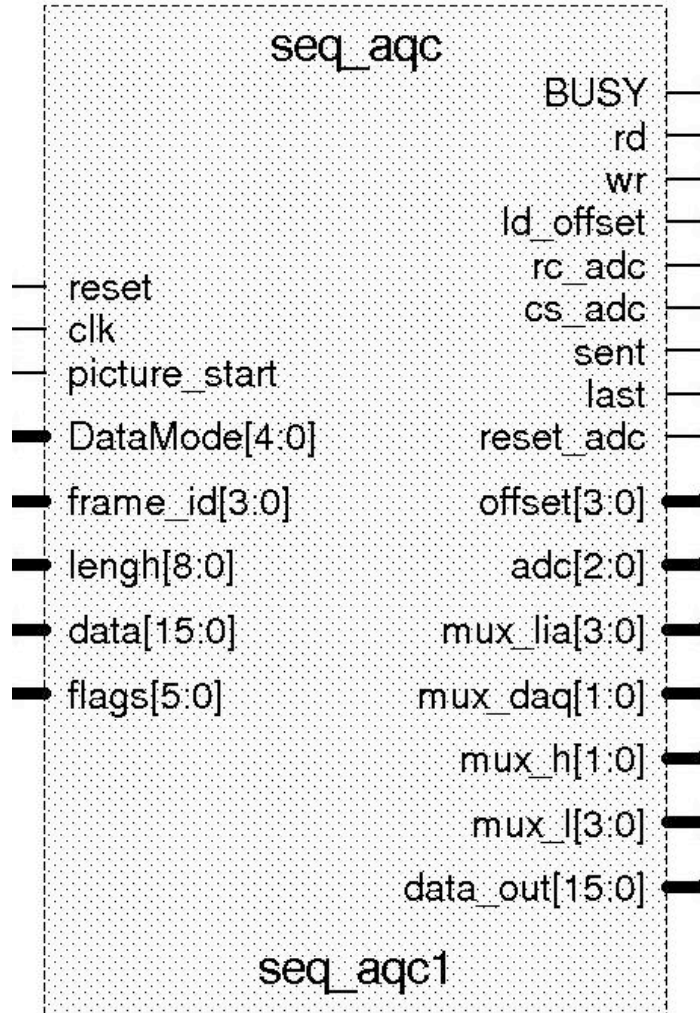 seq_aqc
BUSY
rd
wr
ld_offset
rc_adc
reset
cs_adc
clk
sent
picture_start
last
DataMode[4:0]
reset_adc
frame_id[3:0]
offset[3:0]
lengh[8:0]
adc[2:0]
data[15:0]
mux_lia[3:0]
flags[5:0]
mux_daq[1:0]
mux_h[1:0]
mux_l[3:0]
data_out[15:0]
seq_aqc1